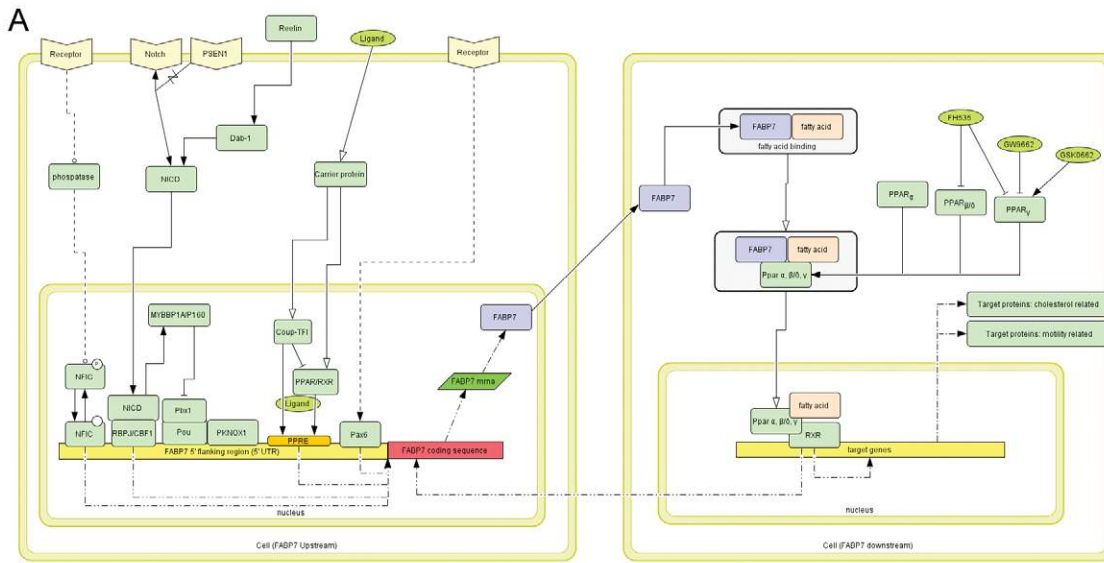 A
Reelin
Receptor
Notch
PSEN1
Ligand
Receptor
Dab-1
phospatase
NICD
Carrier protein
MYBBP1A/P160
Coup-TFI
FABP7
NFIC
P
PPAR/RXR
FABP7 mrna
NICD
Pbx1
Ligand
NFIC
RBPJ/CBF1
Pou
PKNOX1
PPRE
Pax6
FABP7 5' flanking region (5' UTR)
FABP7 coding sequence
nucleus
Cell (FABP7 Upstream)
FABP7
fatty acid
fatty acid binding
FH535
GW9662
GSK0662
FABP7
PPARα
PPARβ/δ
PPARγ
FABP7
fatty acid
Ppar α, β/δ, γ
Target proteins: cholesterol related
Target proteins: motility related
fatty acid
Ppar α, β/δ, γ
RXR
target genes
nucleus
Cell (FABP7 downstream)